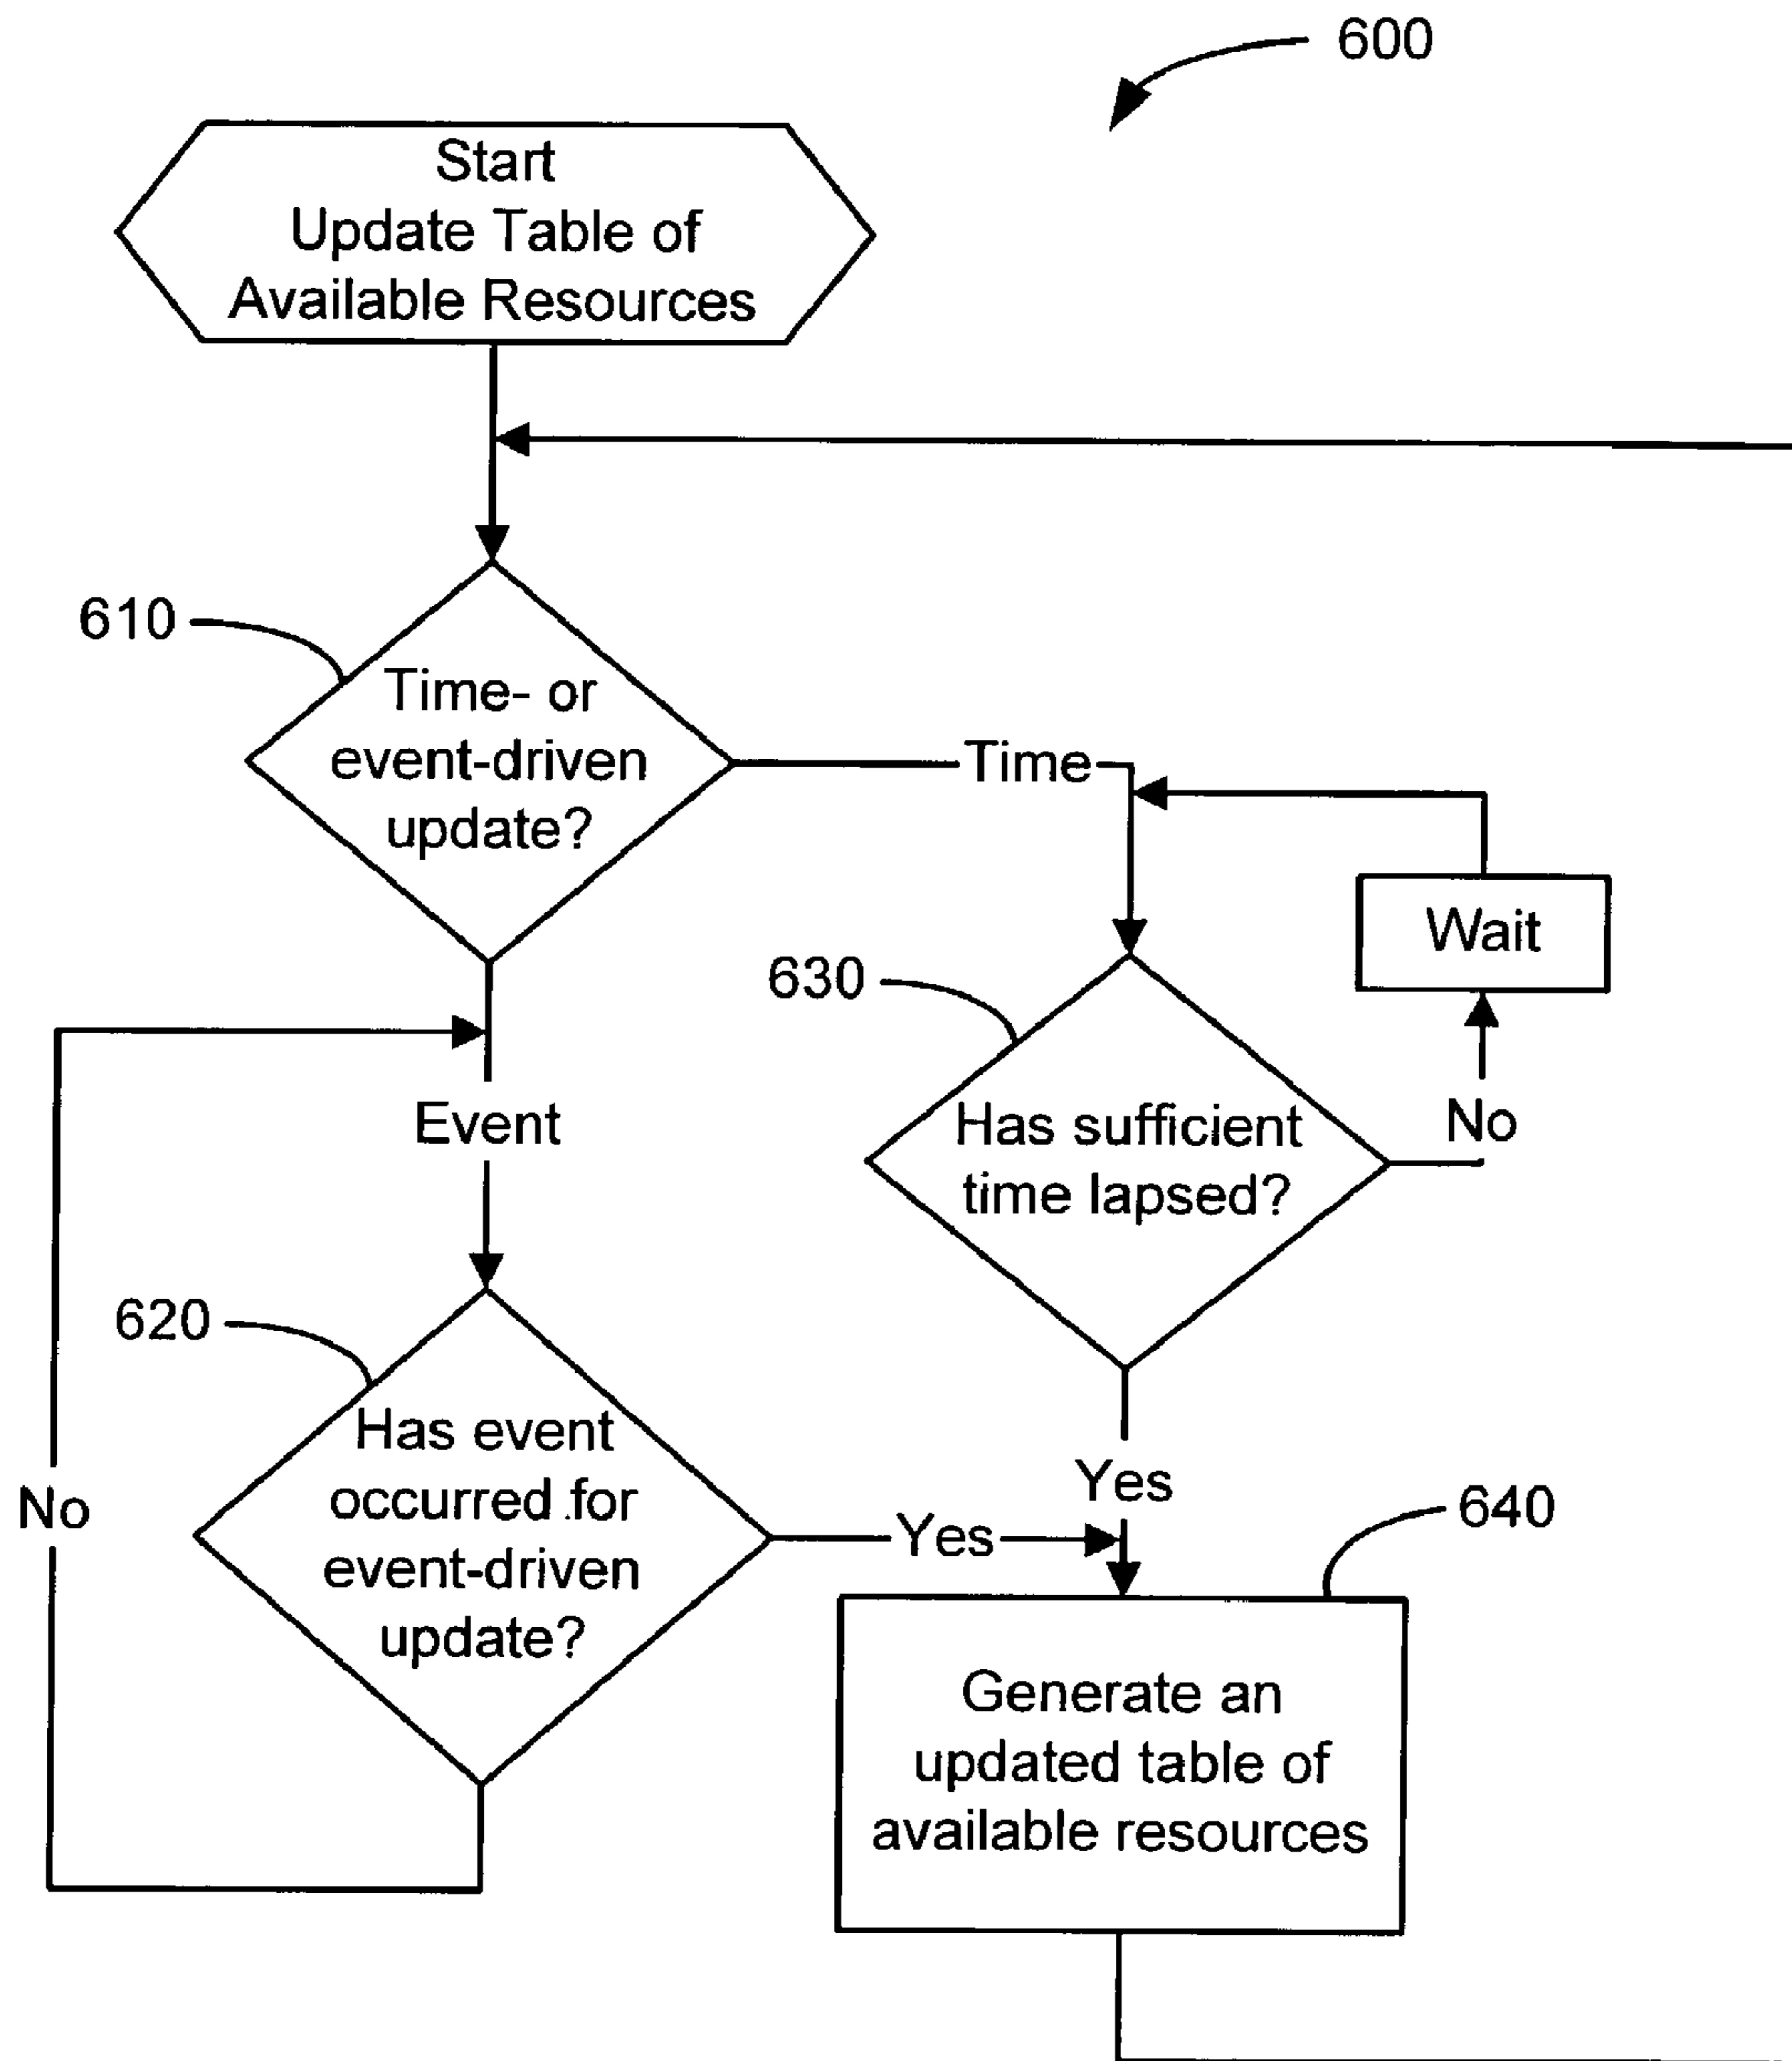 600
Start
Update Table of
Available Resources
610
Time- or
event-driven
update?
Time
Wait
630
Has sufficient
time lapsed?
No
Event
620
Has event
occurred for
event-driven
update?
No
Yes
Yes
640
Generate an
updated table of
available resources